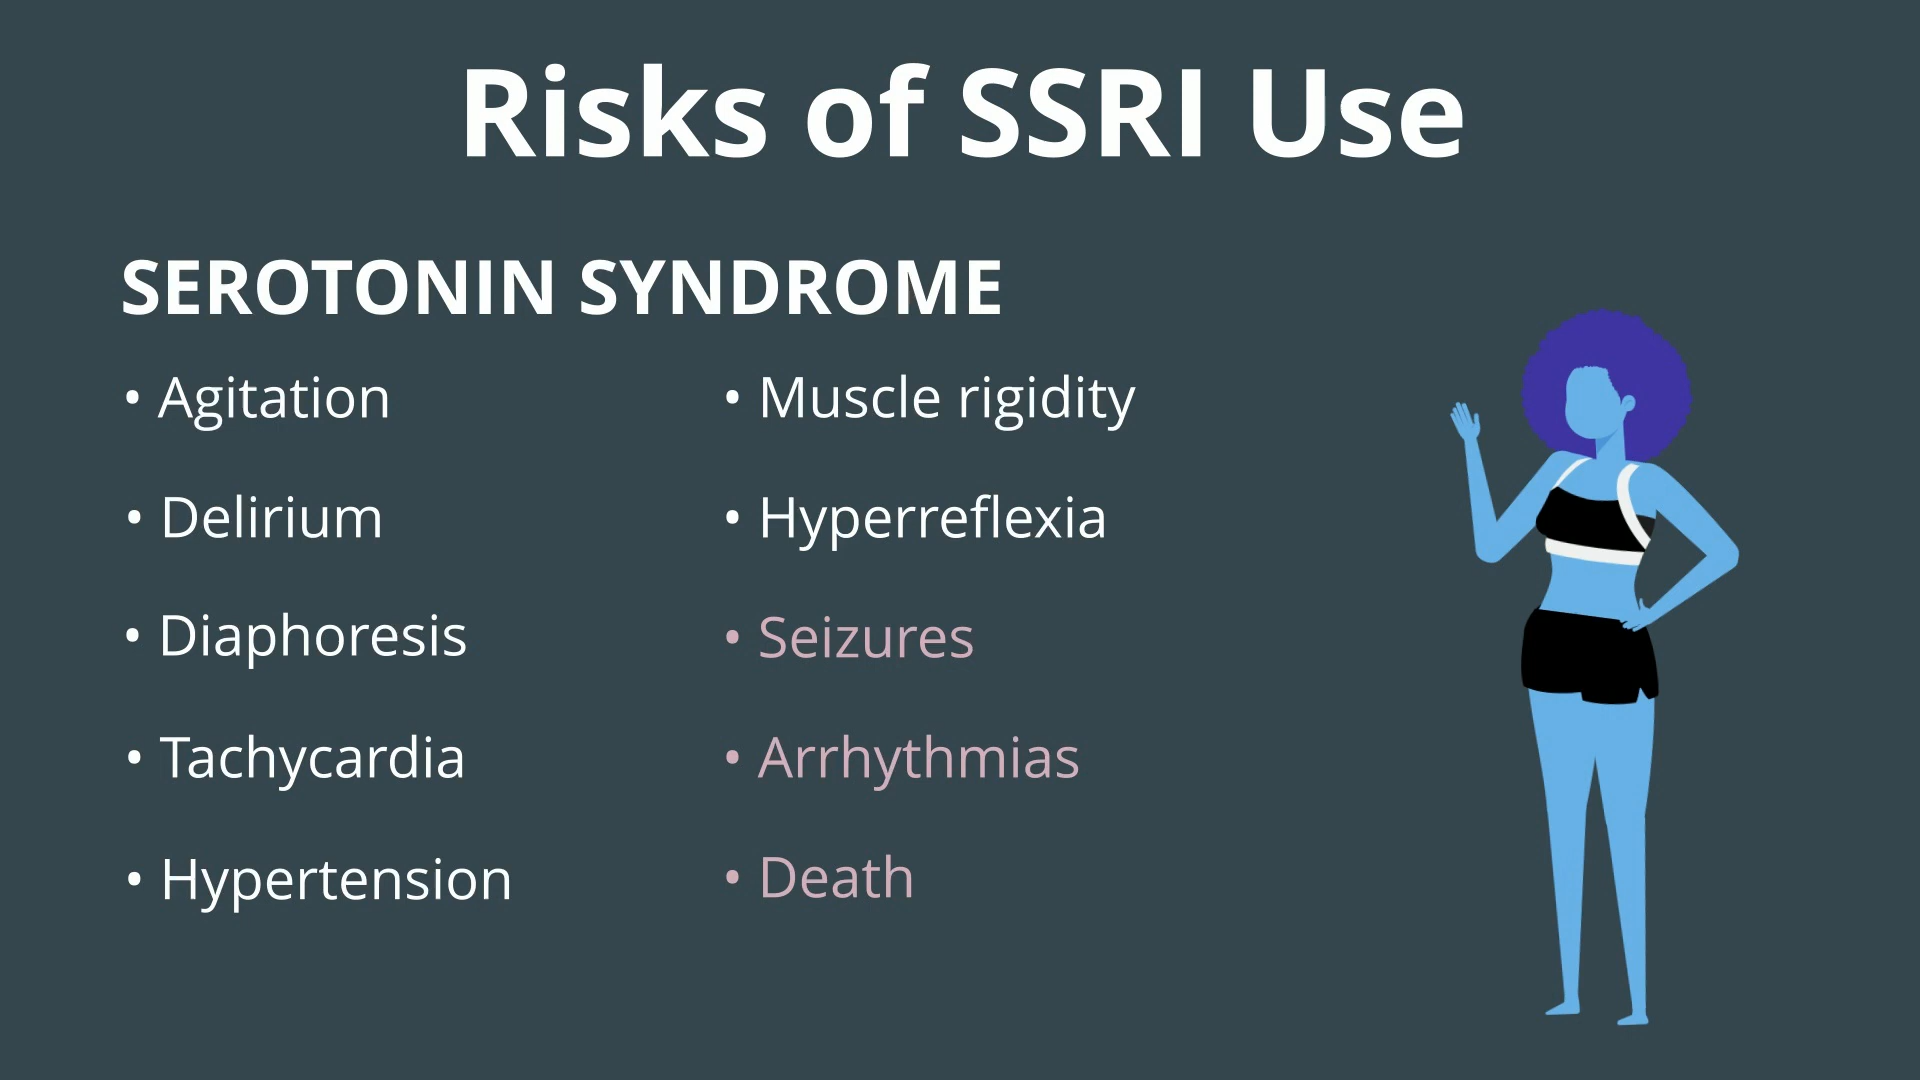 Risks of SSRI Use
SEROTONIN SYNDROME
• Agitation
• Delirium
• Diaphoresis
• Tachycardia
• Hypertension
• Muscle rigidity
• Hyperreflexia
• Seizures
• Arrhythmias
• Death